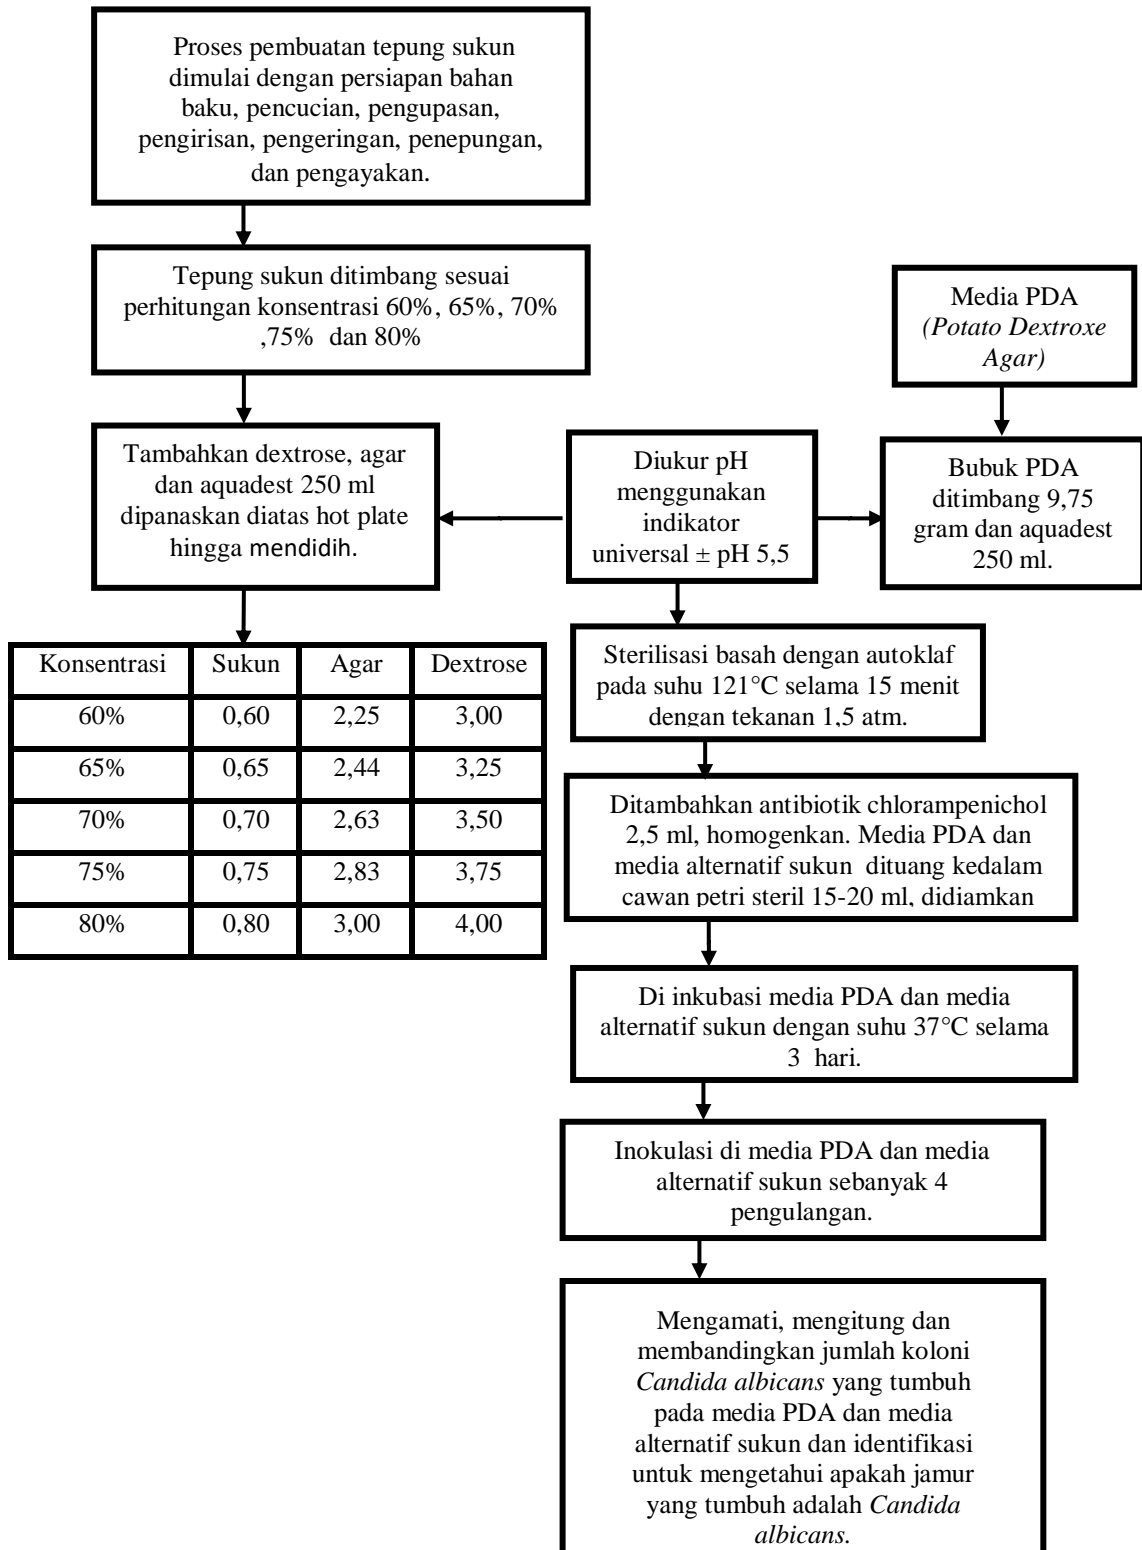 Proses pembuatan tepung sukun
dimulai dengan persiapan bahan
baku, pencucian, pengupasan,
pengirisan, pengeringan, penepungan,
dan pengayakan.
Tepung sukun ditimbang sesuai
perhitungan konsentrasi 60%, 65%, 70%
,75% dan 80%
Media PDA
(Potato Dextroxe
Agar)
Tambahkan dextrose, agar
dan aquadest 250 ml
dipanaskan diatas hot plate
hingga mendidih.
Diukur pH
menggunakan
indikator
universal ± pH 5,5
Bubuk PDA
ditimbang 9,75
gram dan aquadest
250 ml.
Konsentrasi Sukun Agar Dextrose
60% 0,60 2,25 3,00
65% 0,65 2,44 3,25
70% 0,70 2,63 3,50
75% 0,75 2,83 3,75
80% 0,80 3,00 4,00
Sterilisasi basah dengan autoklaf
pada suhu 121°C selama 15 menit
dengan tekanan 1,5 atm.
Ditambahkan antibiotik chlorampenichol
2,5 ml, homogenkan. Media PDA dan
media alternatif sukun dituang kedalam
cawan petri steril 15-20 ml, didiamkan
Di inkubasi media PDA dan media
alternatif sukun dengan suhu 37°C selama
3 hari.
Inokulasi di media PDA dan media
alternatif sukun sebanyak 4
pengulangan.
Mengamati, mengitung dan
membandingkan jumlah koloni
Candida albicans yang tumbuh
pada media PDA dan media
alternatif sukun dan identifikasi
untuk mengetahui apakah jamur
yang tumbuh adalah Candida
albicans.